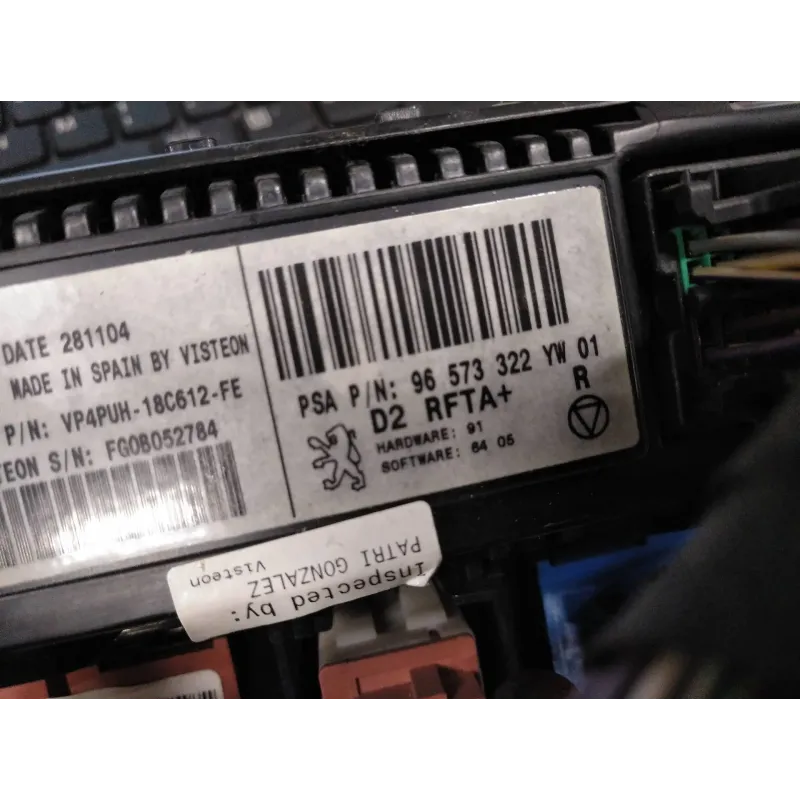 DATE 281104
MADE IN SPAIN BY VISTEON
P/N: VP4PUH-18C612-FE
TEON S/N: FG0B052784
PSA P/N: 96 573 322 YW 01
D2 RFTA+
R
HARDWARE: 91
SOFTWARE: 64 05
Inspected by:
PATRI GONZALEZ
Visteon